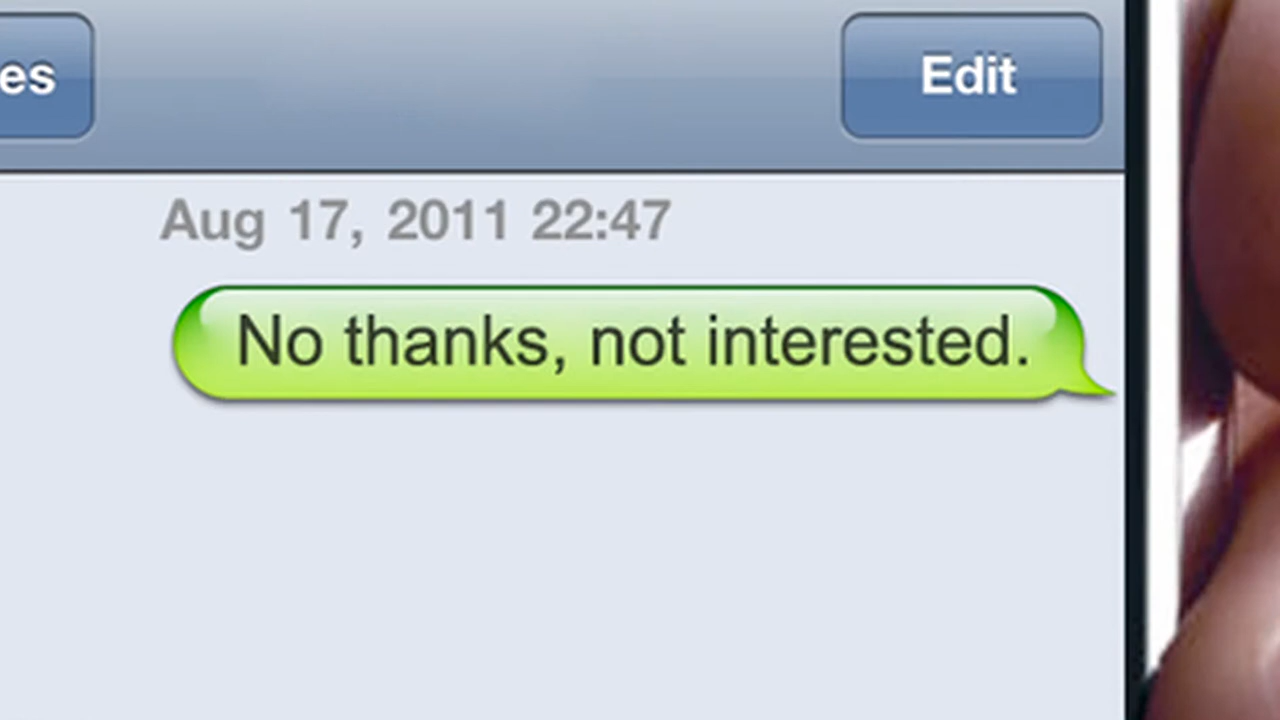 es
Edit
Aug 17, 2011 22:47
No thanks, not interested.